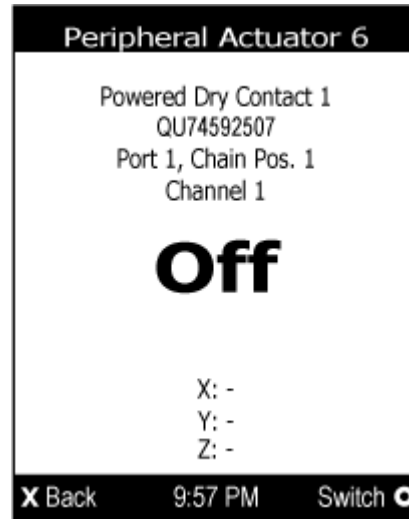 Peripheral Actuator 6
Powered Dry Contact 1
QU74592507
Port 1, Chain Pos. 1
Channel 1
Off
X: -
Y: -
Z: -
X Back 9:57 PM Switch O